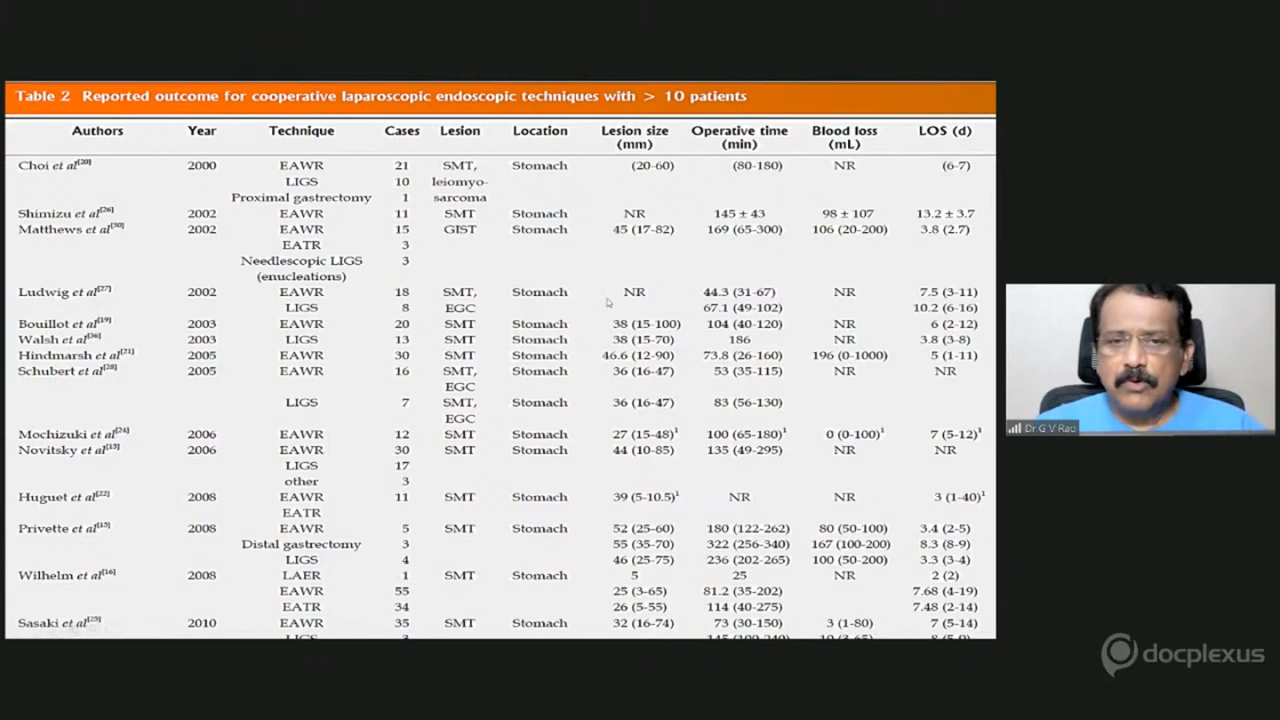 Table 2 Reported outcome for cooperative laparoscopic endoscopic techniques with > 10 patients
Authors Year Technique Cases Lesion Location Lesion size (mm) Operative time (min) Blood loss (mL) LOS (d)
Choi et al[20] 2000 EAWR 21 SMT, Stomach (20-60) (80-180) NR (6-7)
LIGS 10 leiomyo-
Proximal gastrectomy 1 sarcoma
Shimizu et al[26] 2002 EAWR 11 SMT Stomach NR 145 ± 43 98 ± 107 13.2 ± 3.7
Matthews et al[30] 2002 EAWR 15 GIST Stomach 45 (17-82) 169 (65-300) 106 (20-200) 3.8 (2.7)
EATR 3
Needlescopic LIGS 3
(enucleations)
Ludwig et al[27] 2002 EAWR 18 SMT, Stomach NR 44.3 (31-67) NR 7.5 (3-11)
LIGS 8 EGC Stomach 67.1 (49-102) 10.2 (6-16)
Bouillot et al[19] 2003 EAWR 20 SMT Stomach 38 (15-100) 104 (40-120) NR 6 (2-12)
Walsh et al[36] 2003 LIGS 13 SMT Stomach 38 (15-70) 186 NR 3.8 (3-8)
Hindmarsh et al[21] 2005 EAWR 30 SMT Stomach 46.6 (12-90) 73.8 (26-160) 196 (0-1000) 5 (1-11)
Schubert et al[28] 2005 EAWR 16 SMT, Stomach 36 (16-47) 53 (35-115) NR NR
EGC
LIGS 7 SMT, Stomach 36 (16-47) 83 (56-130)
EGC
Mochizuki et al[24] 2006 EAWR 12 SMT Stomach 27 (15-48)1 100 (65-180)1 0 (0-100)1 7 (5-12)1
Novitsky et al[13] 2006 EAWR 30 SMT Stomach 44 (10-85) 135 (49-295) NR NR
LIGS 17
other 3
Huguet et al[22] 2008 EAWR 11 SMT Stomach 39 (5-10.5)1 NR NR 3 (1-40)1
EATR
Privette et al[15] 2008 EAWR 5 SMT Stomach 52 (25-60) 180 (122-262) 80 (50-100) 3.4 (2-5)
Distal gastrectomy 3 55 (35-70) 322 (256-340) 167 (100-200) 8.3 (8-9)
LIGS 4 46 (25-75) 236 (202-265) 100 (50-200) 3.3 (3-4)
Wilhelm et al[16] 2008 LAER 1 SMT Stomach 5 25 NR 2 (2)
EAWR 55 25 (3-65) 81.2 (35-202) 7.68 (4-19)
EATR 34 26 (5-55) 114 (40-275) 7.48 (2-14)
Sasaki et al[25] 2010 EAWR 35 SMT Stomach 32 (16-74) 73 (30-150) 3 (1-80) 7 (5-14)
Dr G V Rao
docplexus